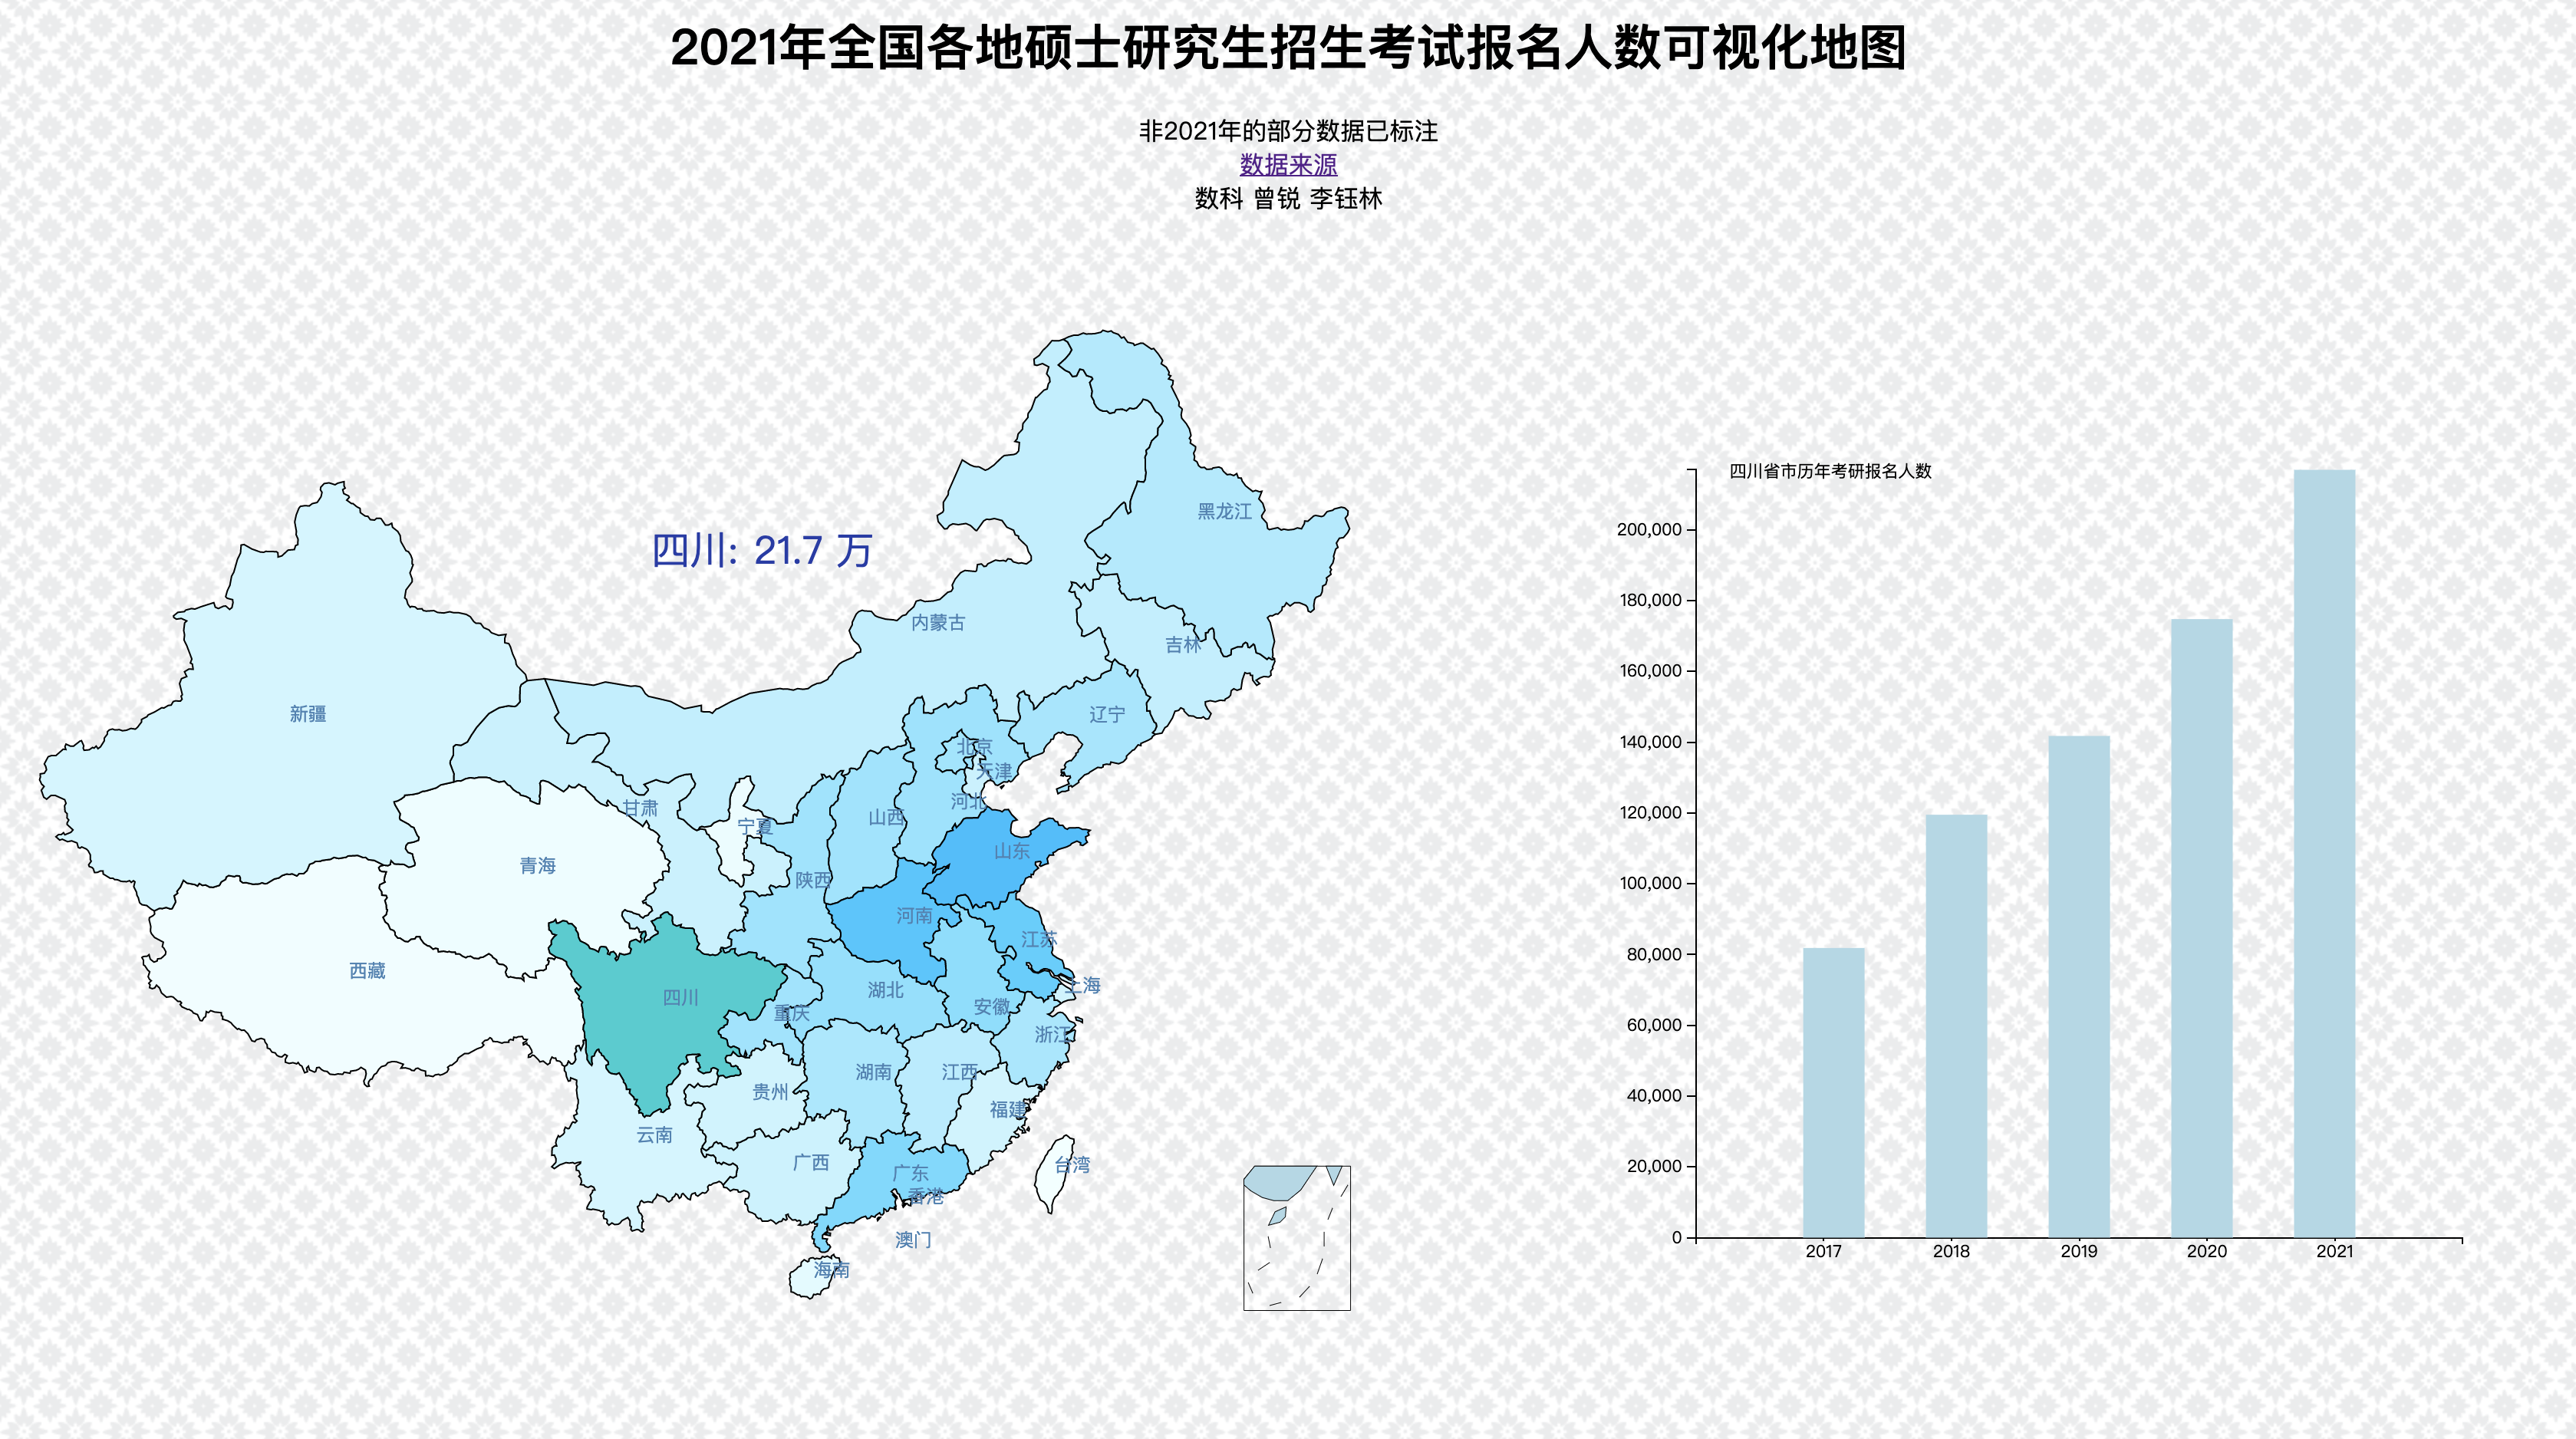 2021年全国各地硕士研究生招生考试报名人数可视化地图
非2021年的部分数据已标注
数据来源
数科 曾锐 李钰林
四川: 21.7 万
黑龙江
内蒙古
吉林
新疆
辽宁
北京
天津
河北
甘肃
山西
宁夏
山东
青海
陕西
河南
江苏
西藏
上海
湖北
四川
安徽
重庆
浙江
湖南
江西
贵州
福建
云南
广西
台湾
广东
香港
澳门
海南
四川省市历年考研报名人数
200,000
180,000
160,000
140,000
120,000
100,000
80,000
60,000
40,000
20,000
0
2017 2018 2019 2020 2021